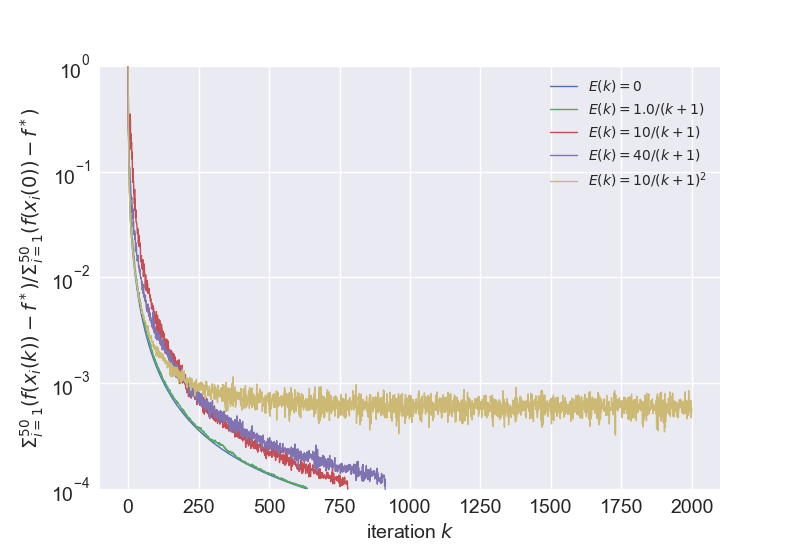 10^0
10^{-1}
10^{-2}
10^{-3}
10^{-4}
Σ_{i=1}^{50}(f(x_i(k)) − f*)/Σ_{i=1}^{50}(f(x_i(0)) − f*)
E(k) = 0
E(k) = 1.0/(k+1)
E(k) = 10/(k+1)
E(k) = 40/(k+1)
E(k) = 10/(k+1)^2
0 250 500 750 1000 1250 1500 1750 2000
iteration k